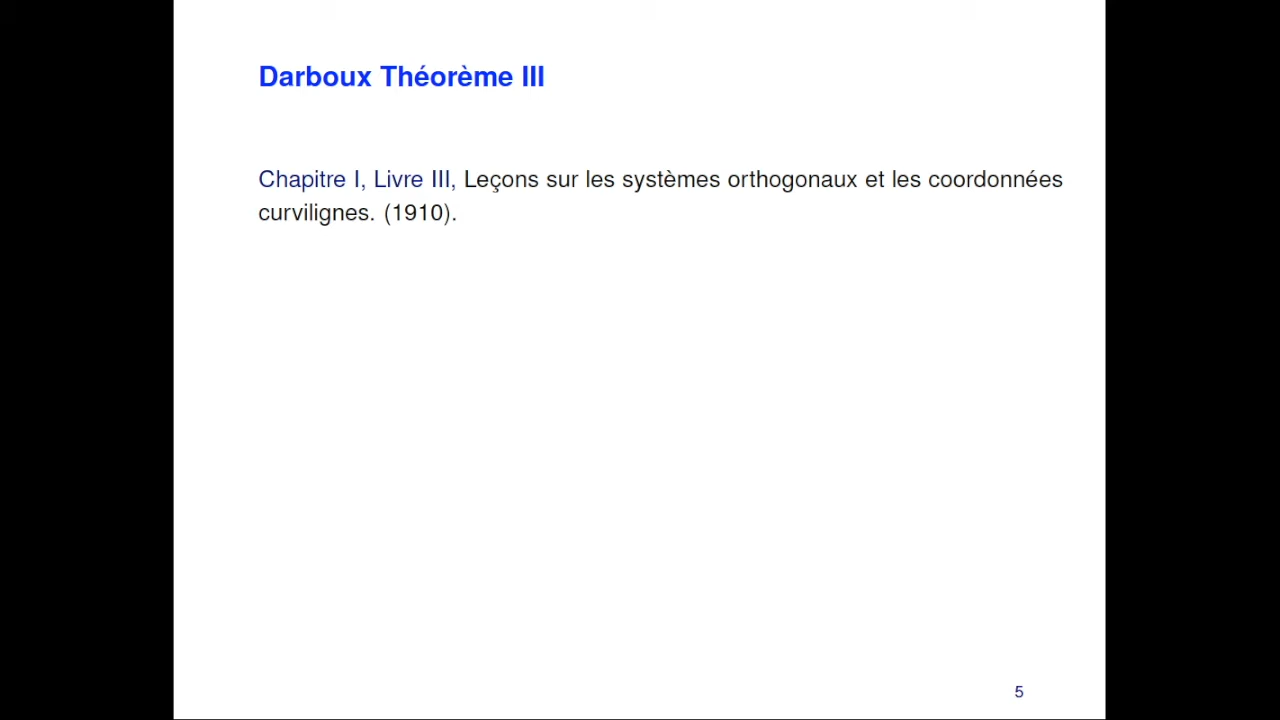 Darboux Théorème III
Chapitre I, Livre III, Leçons sur les systèmes orthogonaux et les coordonnées
curvilignes. (1910).
5